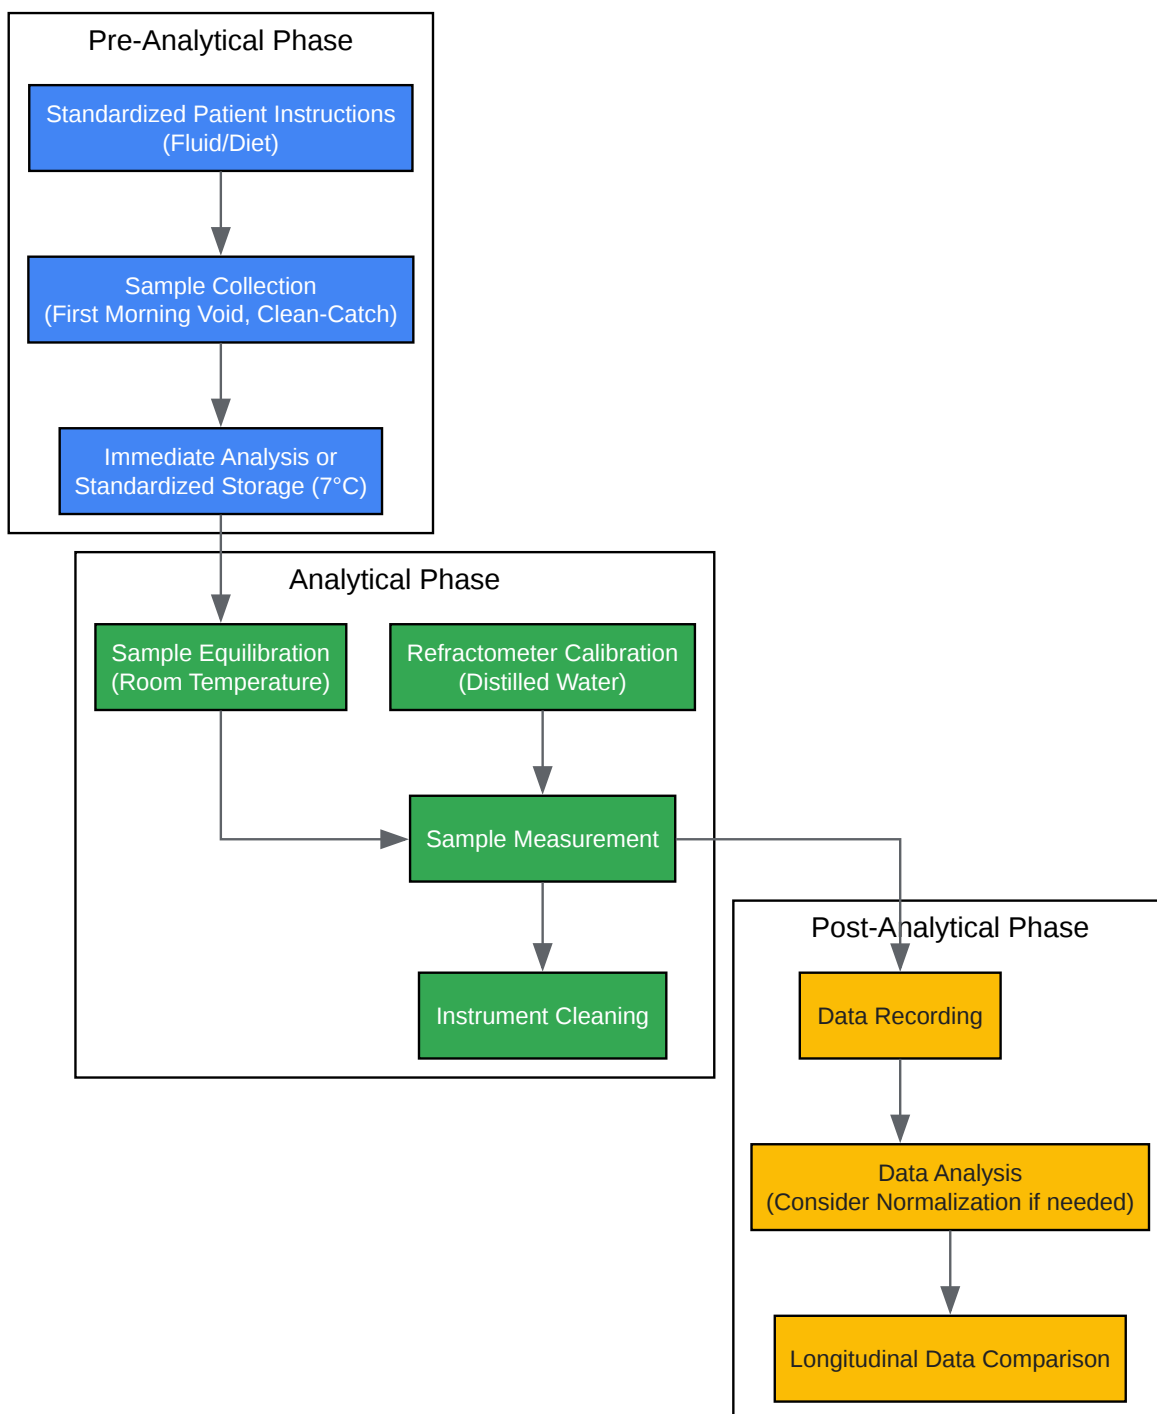 Pre-Analytical Phase
Standardized Patient Instructions
(Fluid/Diet)
Sample Collection
(First Morning Void, Clean-Catch)
Immediate Analysis or
Standardized Storage (7°C)
Analytical Phase
Sample Equilibration
(Room Temperature)
Refractometer Calibration
(Distilled Water)
Sample Measurement
Instrument Cleaning
Post-Analytical Phase
Data Recording
Data Analysis
(Consider Normalization if needed)
Longitudinal Data Comparison